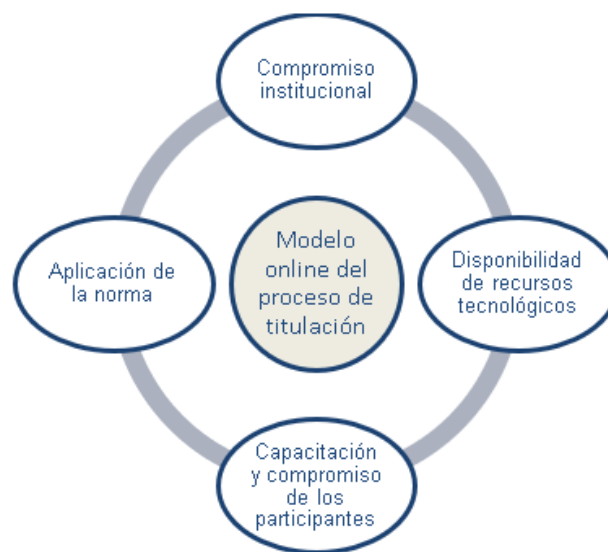 Compromiso
institucional
Modelo
online del
proceso de
titulación
Aplicación de
la norma
Disponibilidad
de recursos
tecnológicos
Capacitación
y compromiso
de los
participantes